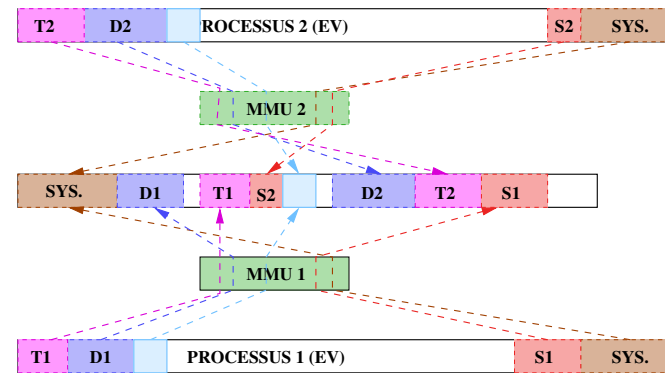 T2 D2 ROCESSUS 2 (EV) S2 SYS.
MMU 2
SYS. D1 T1 S2 D2 T2 S1
MMU 1
T1 D1 PROCESSUS 1 (EV) S1 SYS.